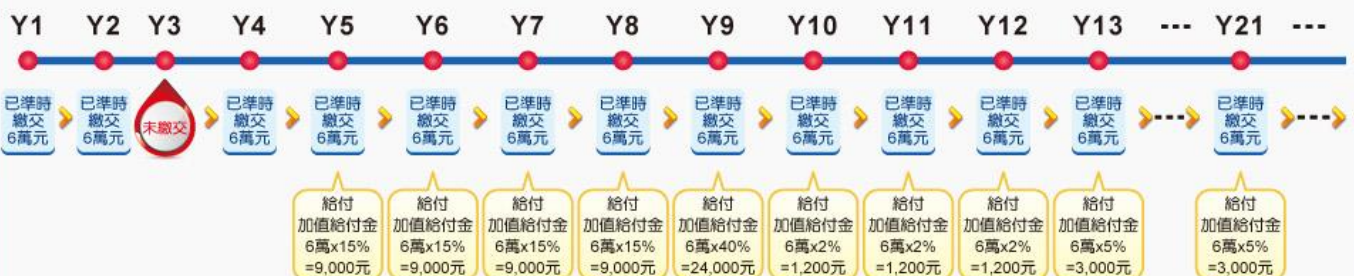 Y1 Y2 Y3 Y4 Y5 Y6 Y7 Y8 Y9 Y10 Y11 Y12 Y13 --- Y21 ---
已準時
繳交
6萬元
已準時
繳交
6萬元
未繳交
已準時
繳交
6萬元
已準時
繳交
6萬元
已準時
繳交
6萬元
已準時
繳交
6萬元
已準時
繳交
6萬元
已準時
繳交
6萬元
已準時
繳交
6萬元
已準時
繳交
6萬元
已準時
繳交
6萬元
已準時
繳交
6萬元
已準時
繳交
6萬元
給付
加值給付金
6萬x15%
=9,000元
給付
加值給付金
6萬x15%
=9,000元
給付
加值給付金
6萬x15%
=9,000元
給付
加值給付金
6萬x15%
=9,000元
給付
加值給付金
6萬x40%
=24,000元
給付
加值給付金
6萬x2%
=1,200元
給付
加值給付金
6萬x2%
=1,200元
給付
加值給付金
6萬x2%
=1,200元
給付
加值給付金
6萬x5%
=3,000元
給付
加值給付金
6萬x5%
=3,000元